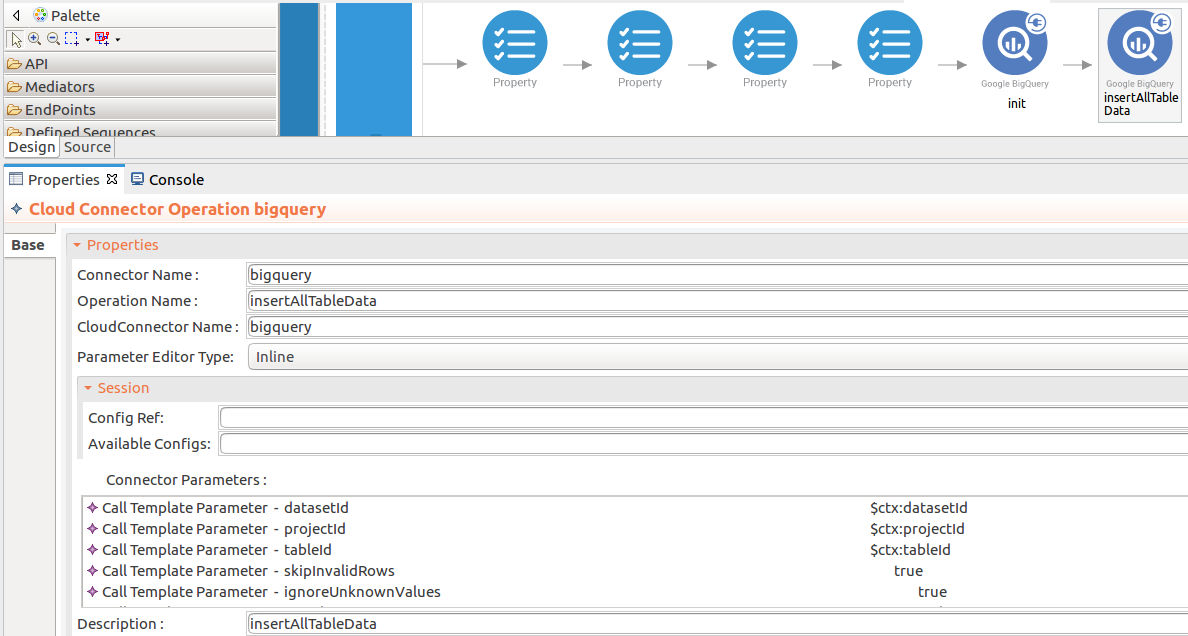 Palette
API
Mediators
EndPoints
Defined Sequences
Property
Property
Property
Property
Google BigQuery
init
Google BigQuery
insertAllTable
Data
Design Source
Properties Console
Cloud Connector Operation bigquery
Base
Properties
Connector Name : bigquery
Operation Name : insertAllTableData
CloudConnector Name : bigquery
Parameter Editor Type: Inline
Session
Config Ref:
Available Configs:
Connector Parameters :
Call Template Parameter - datasetId $ctx:datasetId
Call Template Parameter - projectId $ctx:projectId
Call Template Parameter - tableId $ctx:tableId
Call Template Parameter - skipInvalidRows true
Call Template Parameter - ignoreUnknownValues true
Description : insertAllTableData